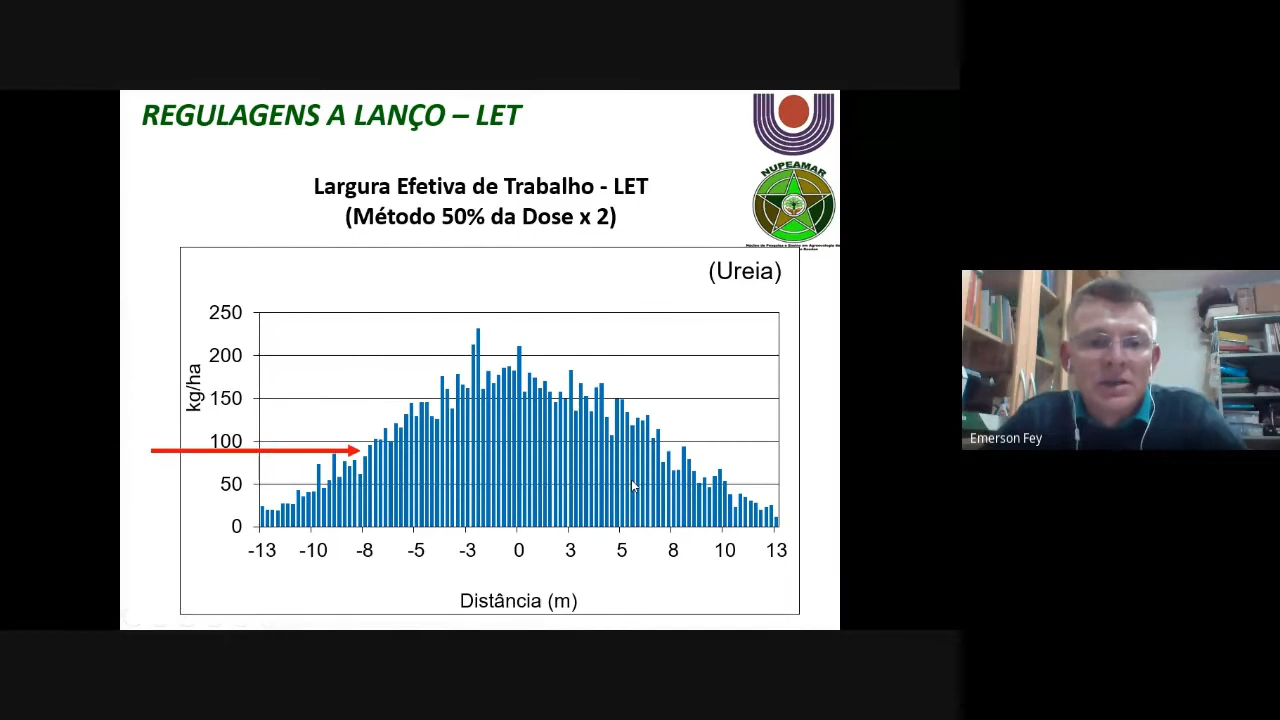 REGULAGENS A LANÇO – LET
NUPEAMAR
Largura Efetiva de Trabalho - LET
(Método 50% da Dose x 2)
(Ureia)
250
200
150
100
50
0
kg/ha
-13 -10 -8 -5 -3 0 3 5 8 10 13
Distância (m)
Emerson Fey